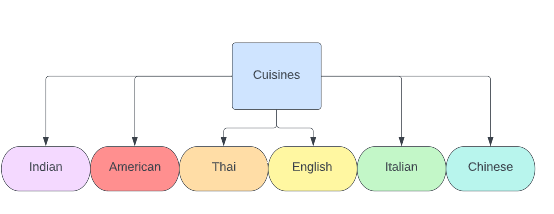 Cuisines
Indian
American
Thai
English
Italian
Chinese